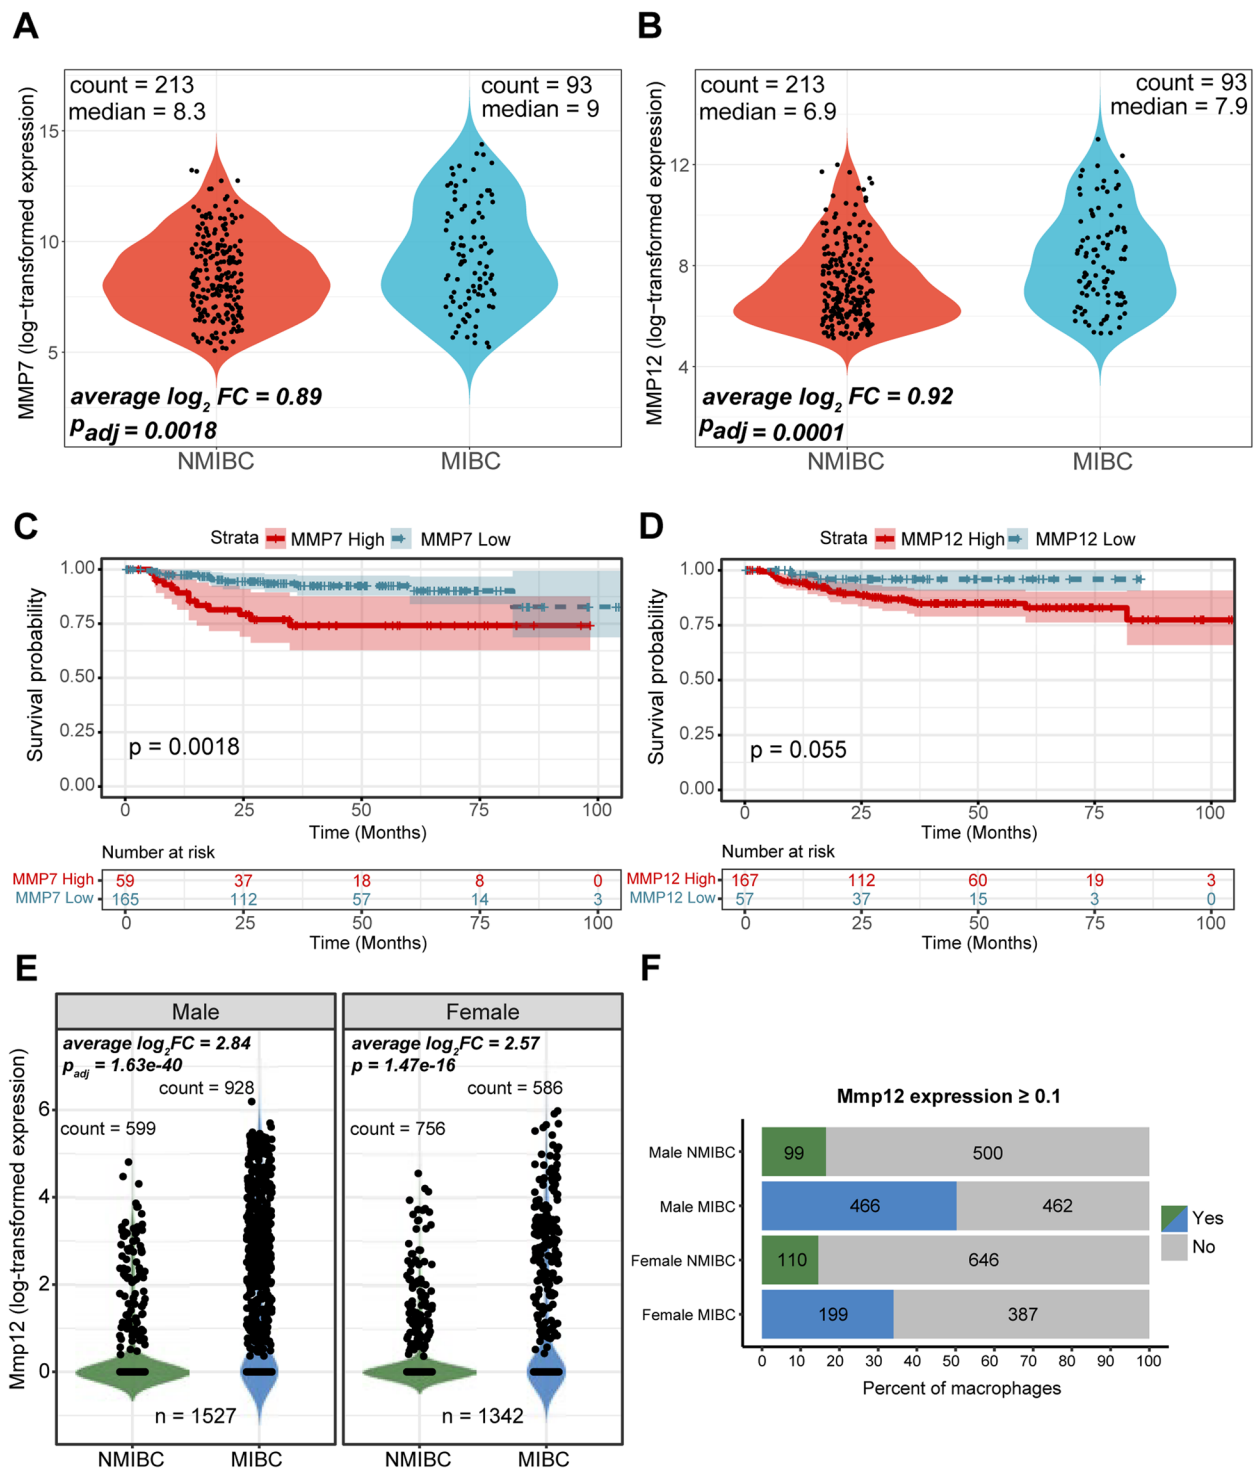 A
count = 213
median = 8.3
count = 93
median = 9
MMP7 (log−transformed expression)
15
10
5
average log2 FC = 0.89
padj = 0.0018
NMIBC
MIBC
B
count = 213
median = 6.9
count = 93
median = 7.9
MMP12 (log−transformed expression)
12
8
4
average log2 FC = 0.92
padj = 0.0001
NMIBC
MIBC
C
Strata MMP7 High MMP7 Low
Survival probability
1.00
0.75
0.50
0.25
0.00
p = 0.0018
0 25 50 75 100
Time (Months)
Number at risk
MMP7 High 59 37 18 8 0
MMP7 Low 165 112 57 14 3
0 25 50 75 100
Time (Months)
D
Strata MMP12 High MMP12 Low
Survival probability
1.00
0.75
0.50
0.25
0.00
p = 0.055
0 25 50 75 100
Time (Months)
Number at risk
MMP12 High 167 112 60 19 3
MMP12 Low 57 37 15 3 0
0 25 50 75 100
Time (Months)
E
Mmp12 (log−transformed expression)
6
4
2
0
Male
average log2FC = 2.84
padj = 1.63e-40
count = 928
count = 599
n = 1527
NMIBC
MIBC
Female
average log2FC = 2.57
p = 1.47e-16
count = 586
count = 756
n = 1342
NMIBC
MIBC
F
Mmp12 expression ≥ 0.1
Male NMIBC 99 500
Male MIBC 466 462
Female NMIBC 110 646
Female MIBC 199 387
Yes
No
0 10 20 30 40 50 60 70 80 90 100
Percent of macrophages